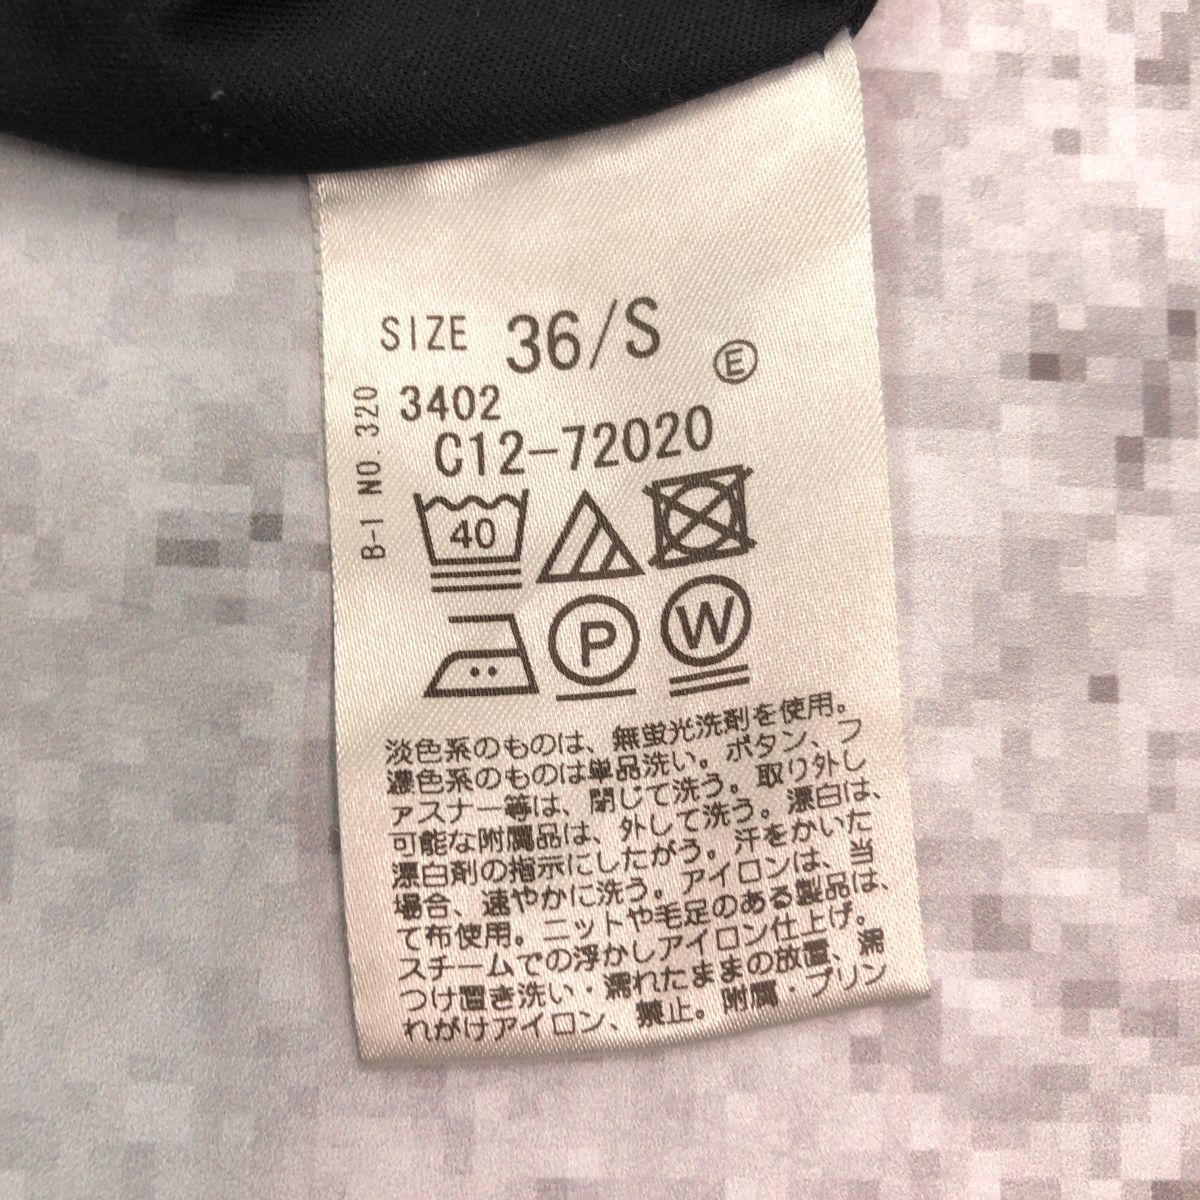 SIZE 36/S
E
B-1 NO.320
3402
C12-72020
40
P
W
淡色系のものは、無蛍光洗剤を使用。
濃色系のものは単品洗い。ボタン、フ
ァスナー等は、閉じて洗う。取り外し
可能な附属品は、外して洗う。漂白は、
漂白剤の指示にしたがう。汗をかいた
場合、速やかに洗う。アイロンは、当
て布使用。ニットや毛足のある製品は、
スチームでの浮かしアイロン仕上げ。
つけ置き洗い・濡れたままの放置、濡
れがけアイロン、禁止。附属・プリン